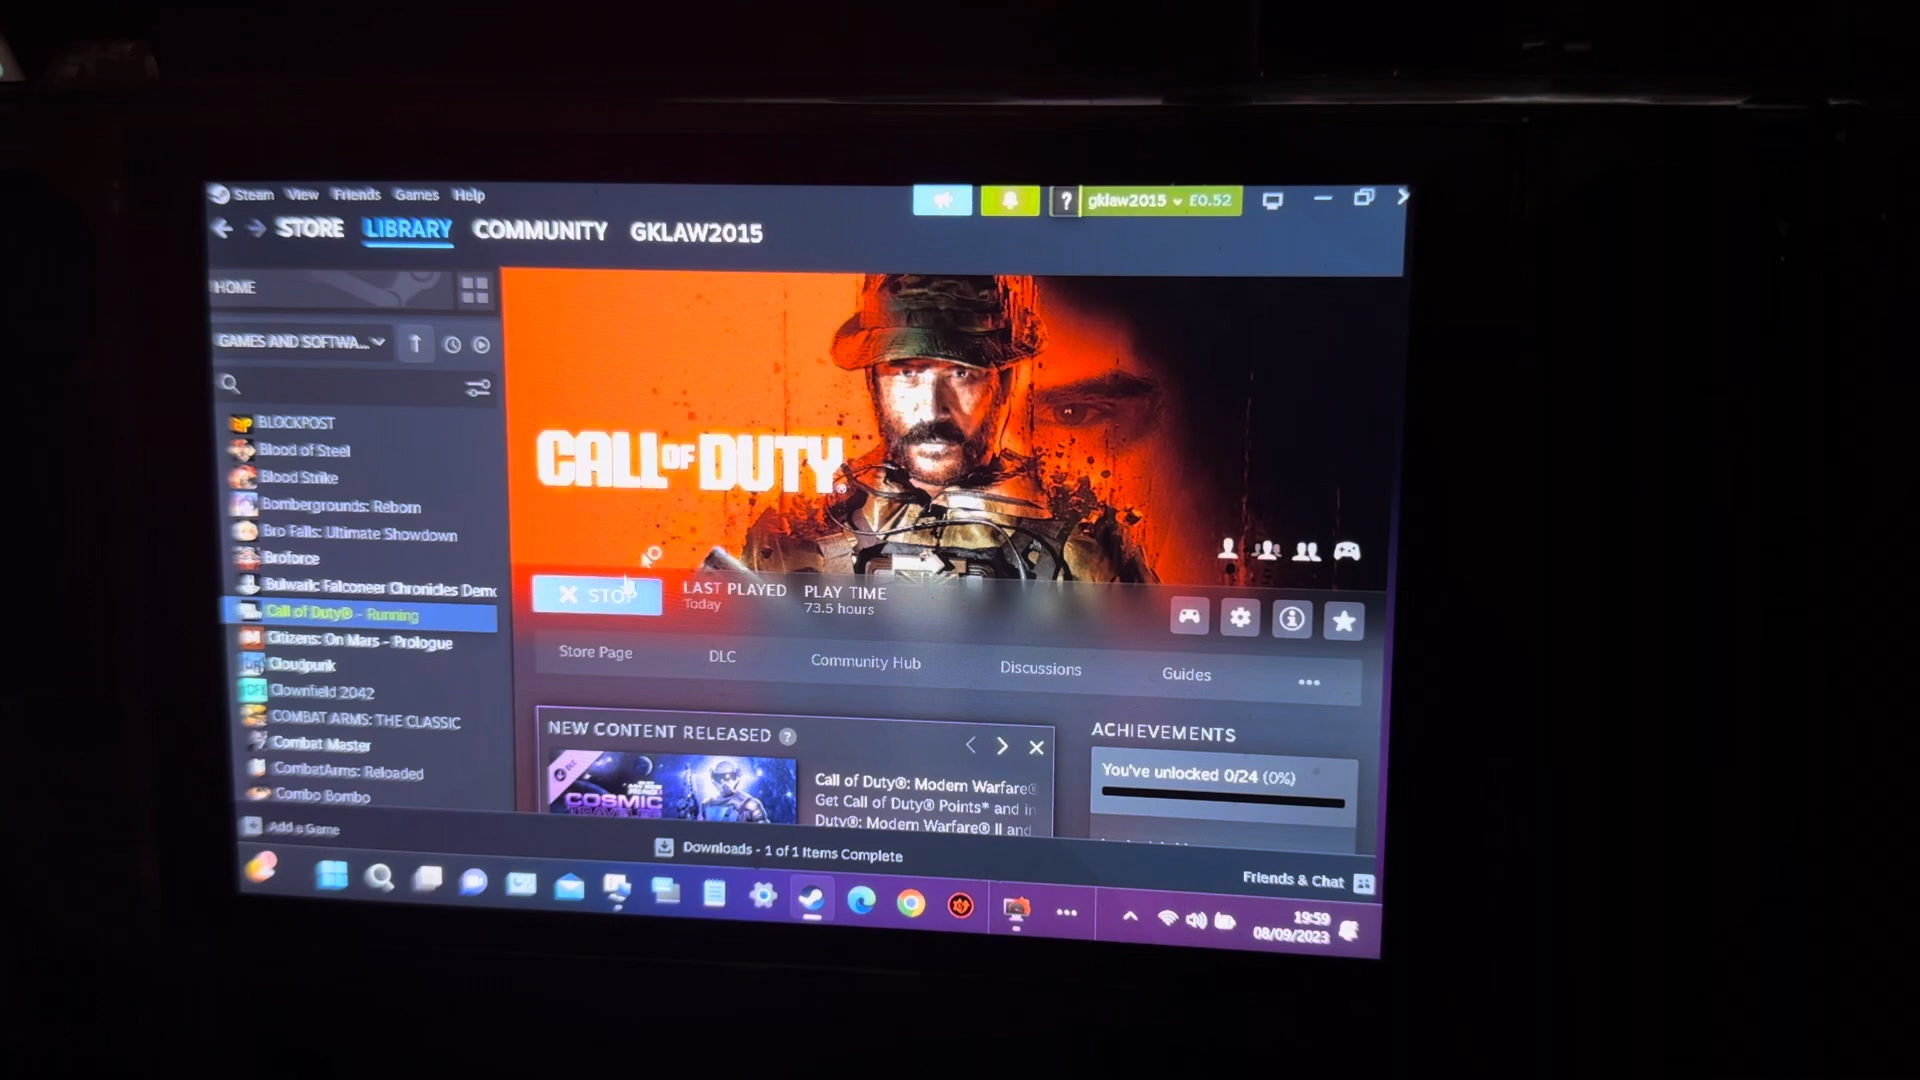 Steam View Friends Games Help
? gklaw2015 £0.52
STORE LIBRARY COMMUNITY GKLAW2015
HOME
GAMES AND SOFTWA...
BLOCKPOST
Blood of Steel
Blood Strike
Bombergrounds: Reborn
Bro Falls: Ultimate Showdown
Broforce
Bulwark: Falconeer Chronicles Demo
Call of Duty® - Running
Citizens: On Mars - Prologue
Cloudpunk
Clownfield 2042
COMBAT ARMS: THE CLASSIC
Combat Master
CombatArms: Reloaded
Combo Bombo
Add a Game
CALL OF DUTY®
STOP
LAST PLAYED
Today
PLAY TIME
73.5 hours
Store Page DLC Community Hub Discussions Guides ...
NEW CONTENT RELEASED ?
COSMIC
Call of Duty®: Modern Warfare®
Get Call of Duty® Points* and in
Duty®: Modern Warfare® II and
ACHIEVEMENTS
You've unlocked 0/24 (0%)
Downloads - 1 of 1 Items Complete
Friends & Chat
19:59
08/09/2023